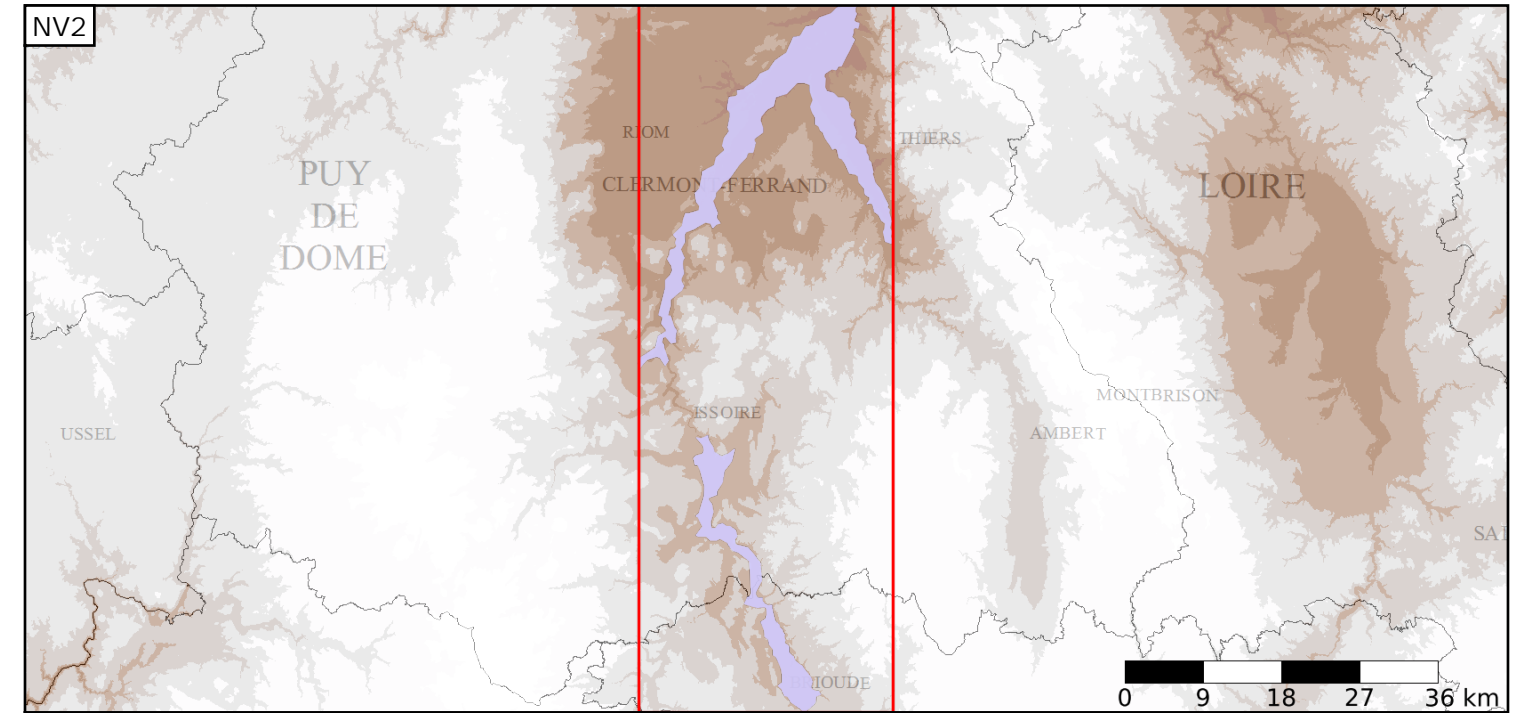 NV2
RIOM
THIERS
PUY
DE
DOME
CLERMONT-FERRAND
LOIRE
MONTBRISON
ISSOIRE
USSEL
AMBERT
SAI
BRIOUDE
0 9 18 27 36 km